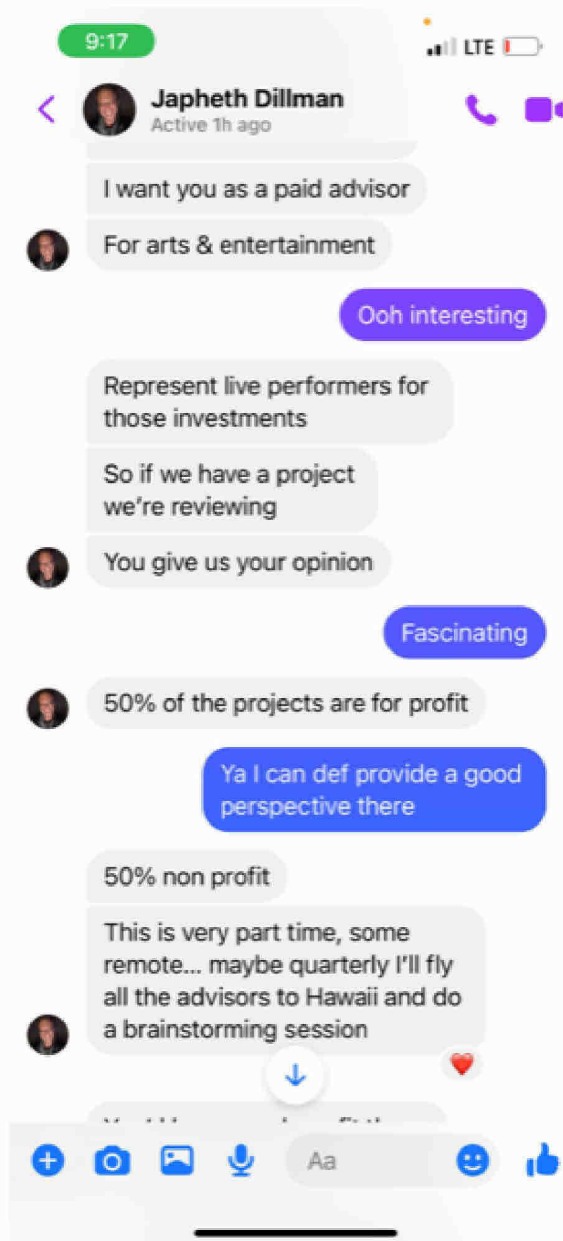 9:17
LTE
Japheth Dillman
Active 1h ago
I want you as a paid advisor
For arts & entertainment
Ooh interesting
Represent live performers for
those investments
So if we have a project
we're reviewing
You give us your opinion
Fascinating
50% of the projects are for profit
Ya I can def provide a good
perspective there
50% non profit
This is very part time, some
remote... maybe quarterly I'll fly
all the advisors to Hawaii and do
a brainstorming session
Aa